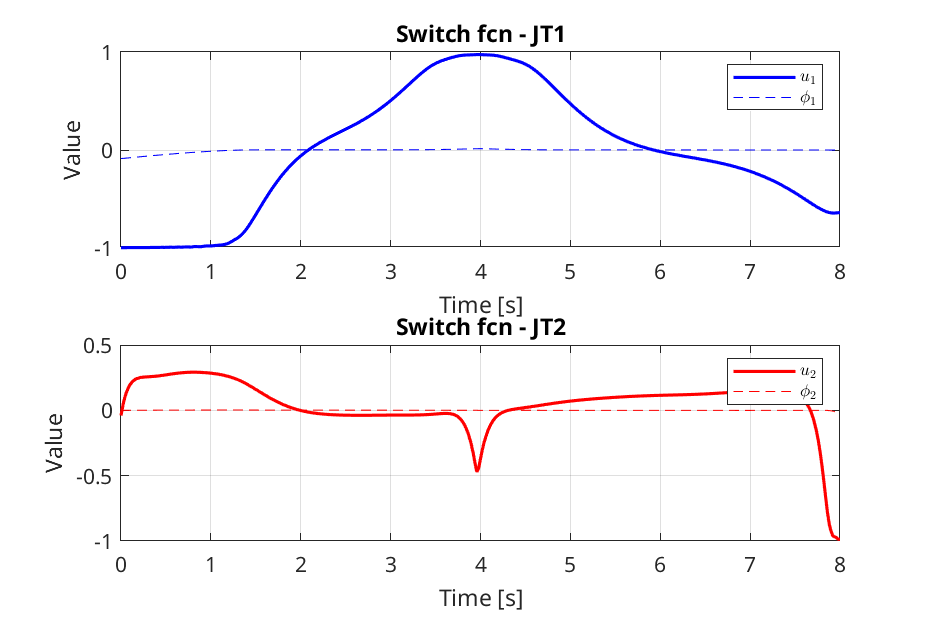 Switch fcn - JT1
1
0
-1
Value
u₁
ϕ₁
0 1 2 3 4 5 6 7 8
Time [s]
Switch fcn - JT2
0.5
0
-0.5
-1
Value
u₂
ϕ₂
0 1 2 3 4 5 6 7 8
Time [s]